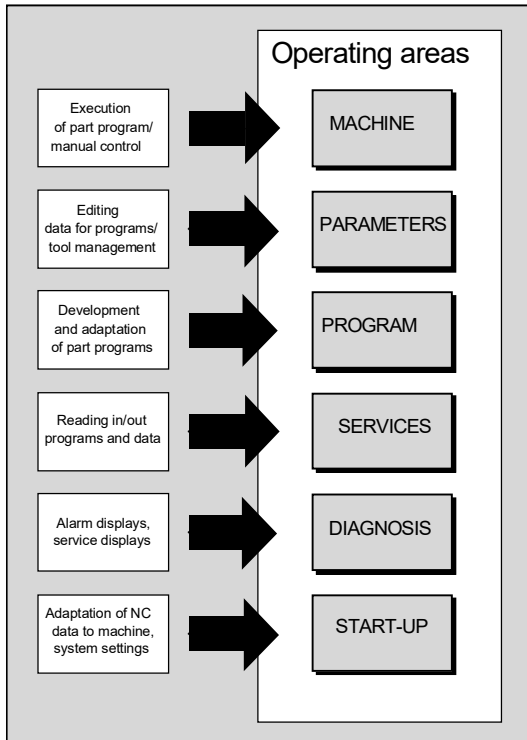 Operating areas
Execution
of part program/
manual control
MACHINE
Editing
data for programs/
tool management
PARAMETERS
Development
and adaptation
of part programs
PROGRAM
Reading in/out
programs and data
SERVICES
Alarm displays,
service displays
DIAGNOSIS
Adaptation of NC
data to machine,
system settings
START-UP